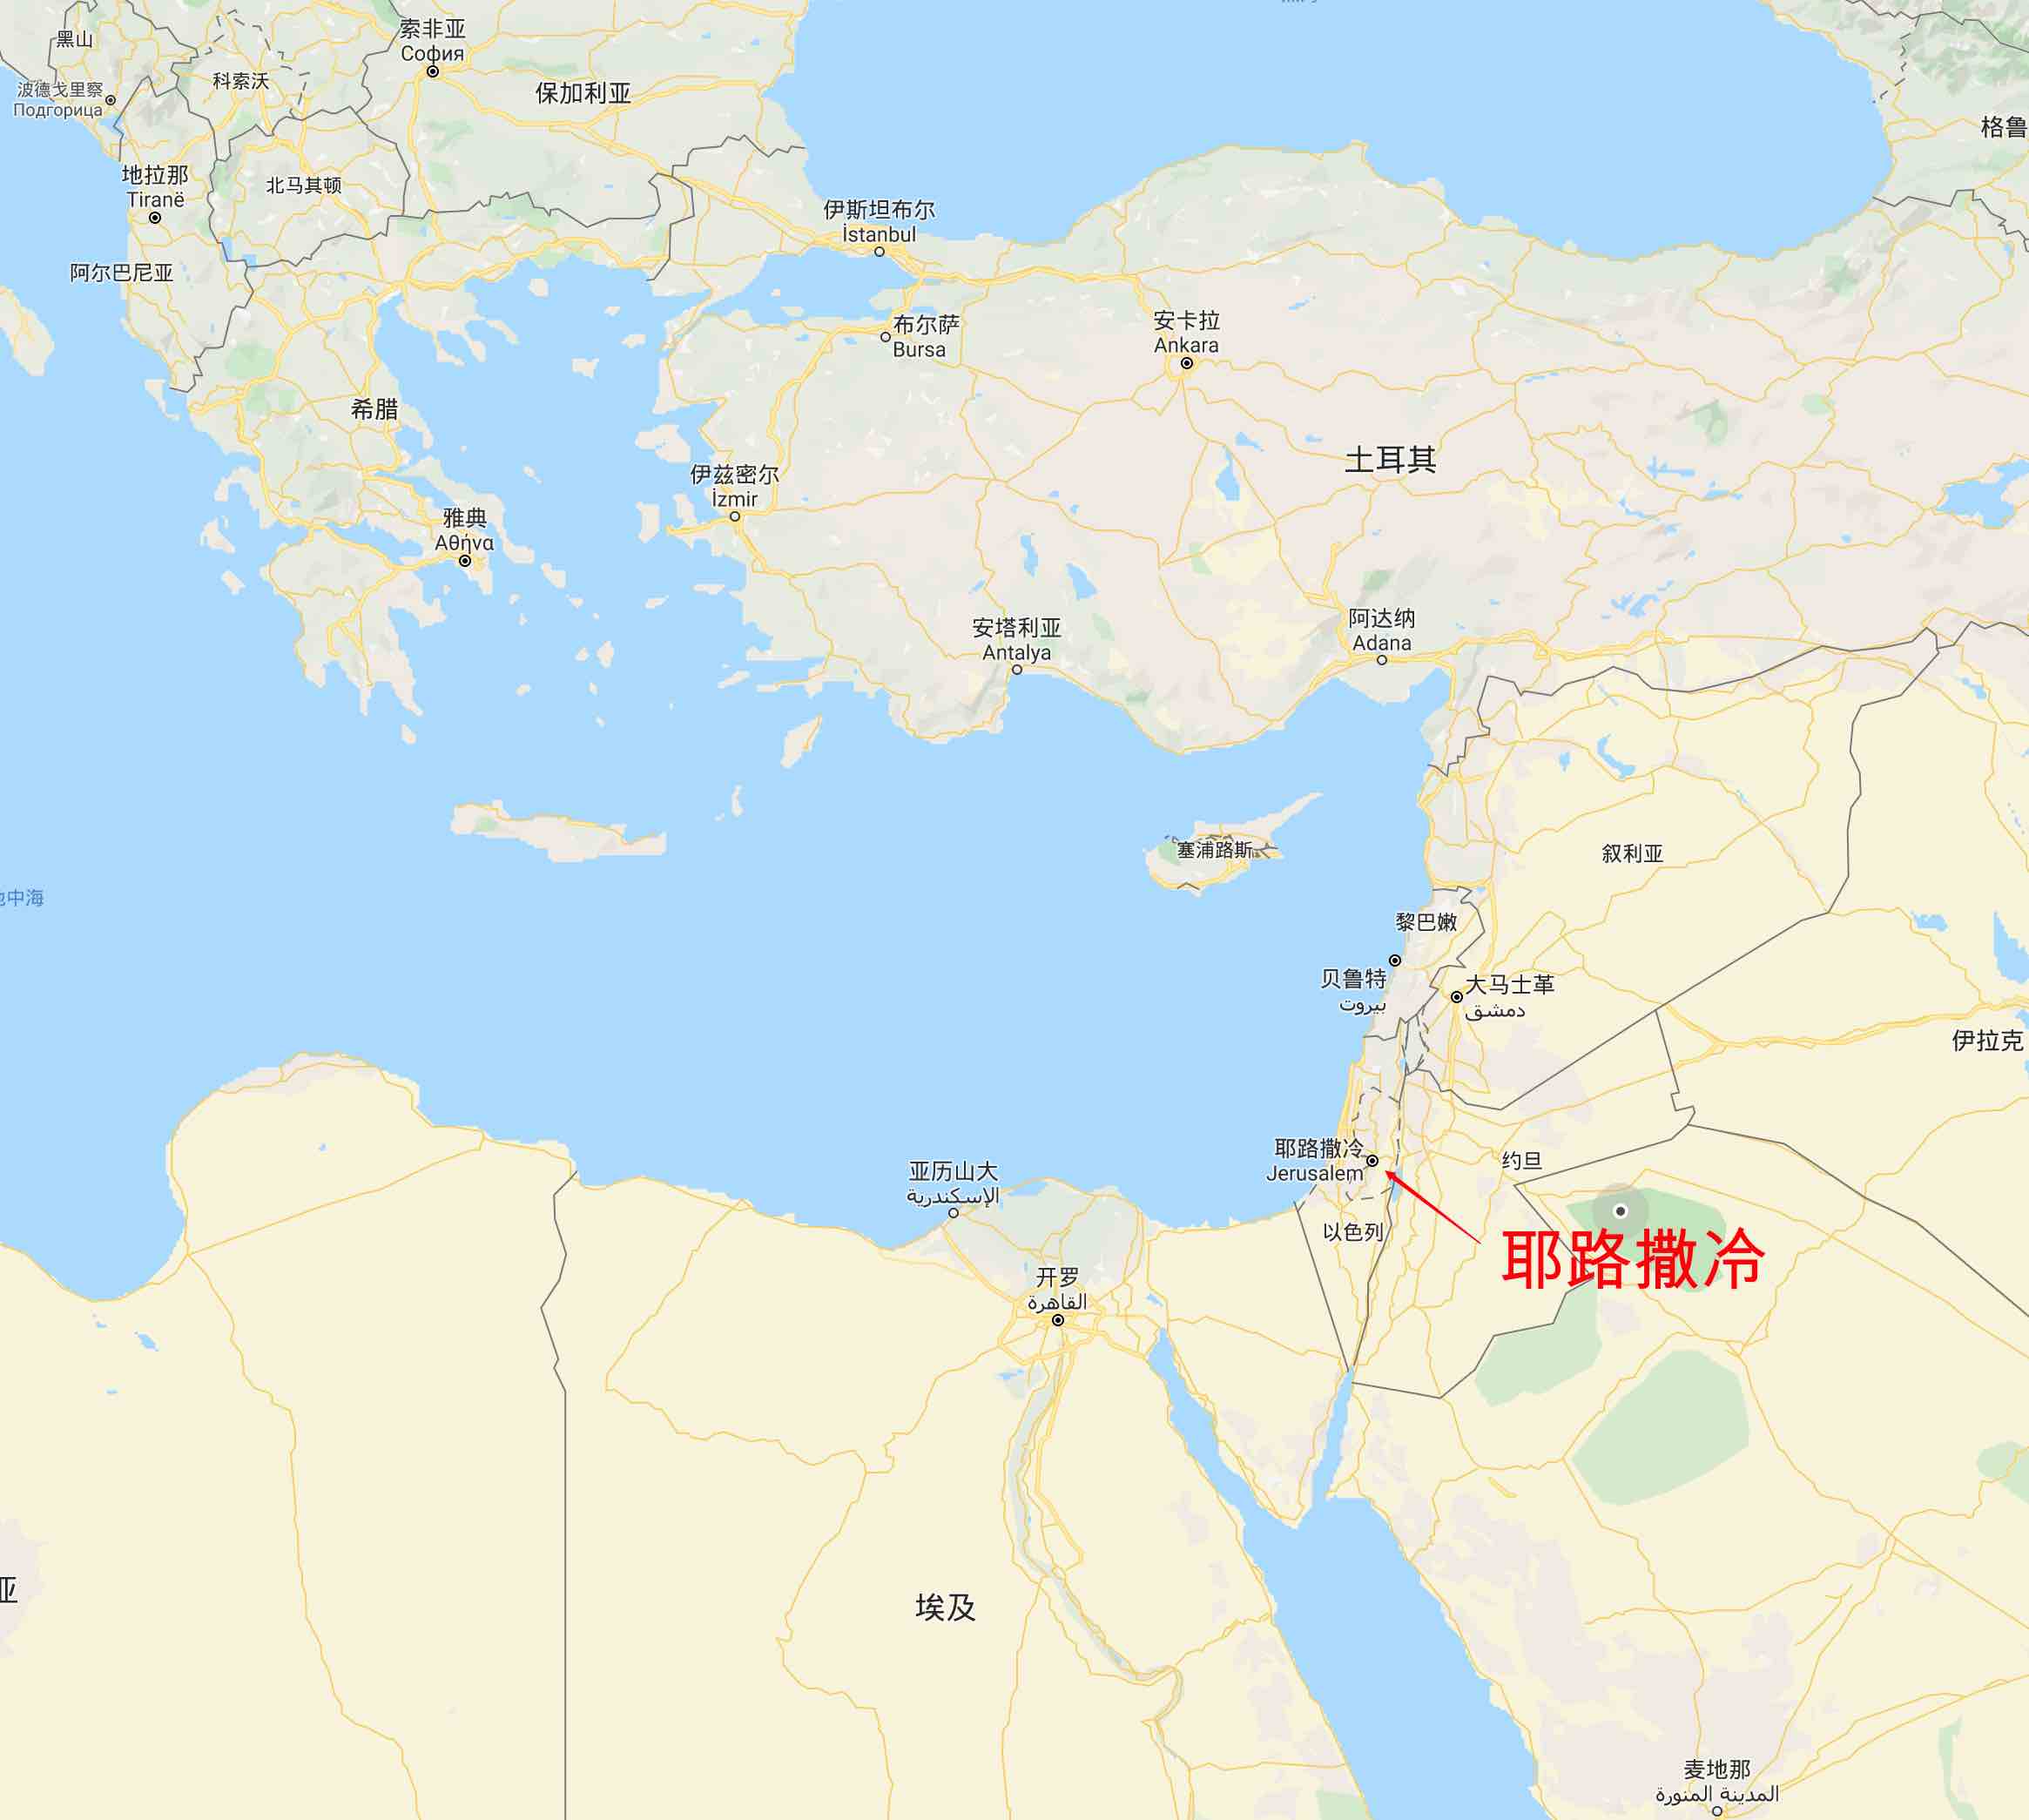 索非亚
София
黑山
科索沃
保加利亚
波德戈里察
Подгорица
格鲁
地拉那
Tiranë
北马其顿
伊斯坦布尔
İstanbul
阿尔巴尼亚
布尔萨
Bursa
安卡拉
Ankara
希腊
土耳其
伊兹密尔
İzmir
雅典
Αθήνα
安塔利亚
Antalya
阿达纳
Adana
塞浦路斯
叙利亚
地中海
黎巴嫩
贝鲁特
بيروت
大马士革
دمشق
伊拉克
耶路撒冷
Jerusalem
约旦
亚历山大
الإسكندرية
以色列
耶路撒冷
开罗
القاهرة
亚
埃及
麦地那
المدينة المنورة